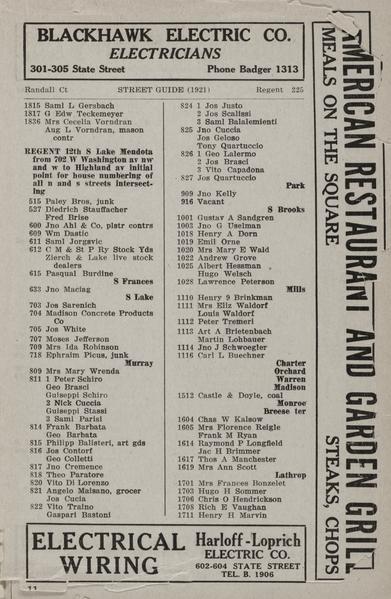 BLACKHAWK ELECTRIC CO.
ELECTRICIANS
301-305 State Street Phone Badger 1313
Randall Ct STREET GUIDE (1921) Regent 225
1815 Saml L Gersbach
1817 G Edw Teckemeyer
1836 Mrs Cecelia Vorndran
Aug L Vorndran, mason
contr
REGENT 12th S Lake Mendota
from 702 W Washington av nw
and w to Highland av initial
point for house numbering of
all n and s streets intersect-
ing
515 Paley Bros, junk
527 Diedrich Stauffacher
Fred Brise
600 Jno Ahl & Co, plstr contrs
609 Wm Dastic
611 Saml Jorgvric
612 C M & St P Ry Stock Yds
Zierch & Lake live stock
dealers
615 Pasqual Burdine
S Frances
633 Jno Maciag
S Lake
703 Jos Sarenich
704 Madison Concrete Products
Co
705 Jos White
707 Moses Jefferson
709 Mrs Ida Robinson
718 Ephraim Picus, junk
Murray
809 Mrs Mary Wrenda
811 1 Peter Schiro
Geo Brasci
Guiseppi Schiro
2 Nick Cuccia
Guiseppi Stassi
3 Sami Parisi
814 Frank Barbata
Geo Barbata
815 Philipp Balisteri, art gds
816 Jos Contorf
Geo Colletti
817 Jno Cremence
818 Theo Paratore
820 Vito Di Lorenzo
821 Angelo Maisano, grocer
Jos Cucia
822 Vito Traino
Gaspari Bastoni
824 1 Jos Justo
2 Jos Scalissi
3 Saml Balalemienti
825 Jno Cuccia
Jos Geloso
Tony Quartuccio
826 1 Geo Lalermo
2 Jos Brasci
3 Vito Capadona
827 Jos Quartuccio
Park
909 Jno Kelly
916 Vacant
S Brooks
1001 Gustav A Sandgren
1003 Jno G Uselman
1018 Henry A Dorn
1019 Emil Orne
1020 Mrs Mary E Wald
1022 Andrew Grove
1025 Albert Hessman
Hugo Welsch
1028 Lawrence Peterson
Mills
1110 Henry 9 Brinkman
1111 Mrs Eliz Waldorf
Louis Waldorf
1112 Peter Tremeri
1113 Art A Brietenbach
Martin Lohbauer
1114 Jno J Schwoegler
1116 Carl L Buechner
Charter
Orchard
Warren
Madison
1512 Castle & Doyle, coal
Monroe
Breese ter
1604 Chas W Kalsow
1605 Mrs Florence Reigle
Frank M Ryan
1614 Raymond P Longfield
Jac H Brimmer
1617 Thos A Manchester
1619 Mrs Ann Scott
Lathrop
1701 Mrs Frances Bonzelet
1703 Hugo H Sommer
1706 Chris O Hendrickson
1708 Rich E Vaughan
1711 Henry H Marvin
AMERICAN RESTAURANT AND GARDEN GRILL
MEALS ON THE SQUARE STEAKS, CHOPS
ELECTRICAL
WIRING
Harloff-Loprich
ELECTRIC CO.
602-604 STATE STREET
TEL. B. 1906